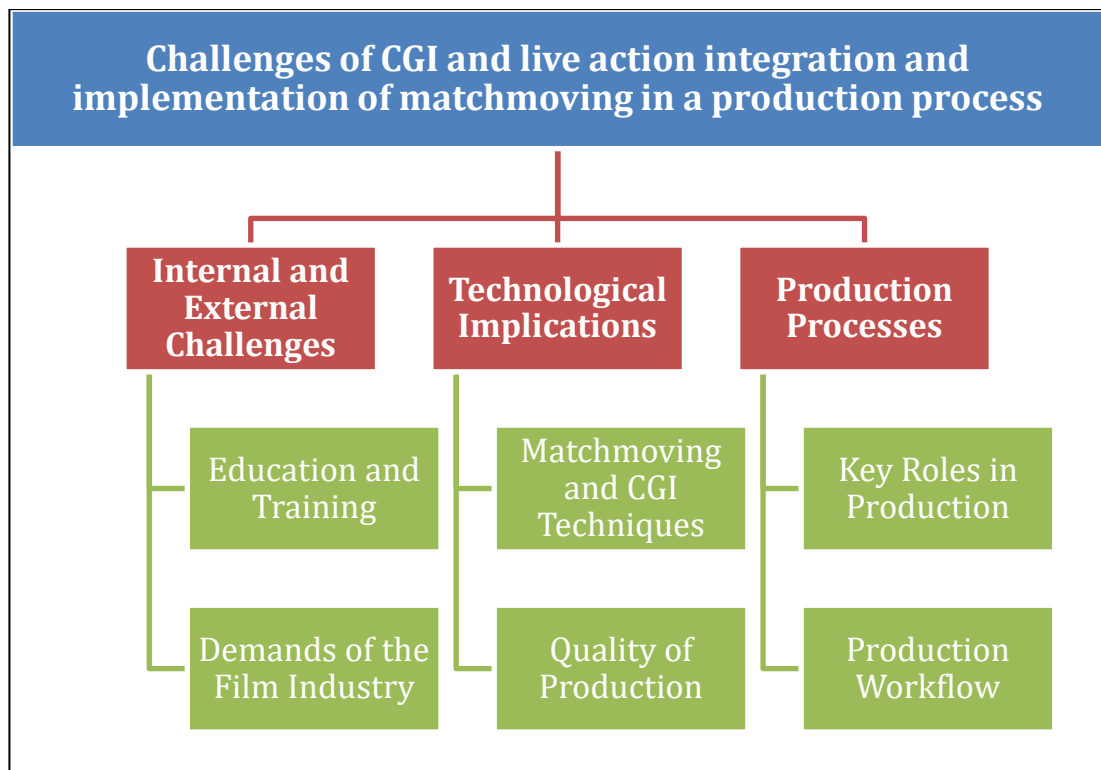 Challenges of CGI and live action integration and
implementation of matchmoving in a production process
Internal and
External
Challenges
Technological
Implications
Production
Processes
Education and
Training
Matchmoving
and CGI
Techniques
Key Roles in
Production
Demands of the
Film Industry
Quality of
Production
Production
Workflow